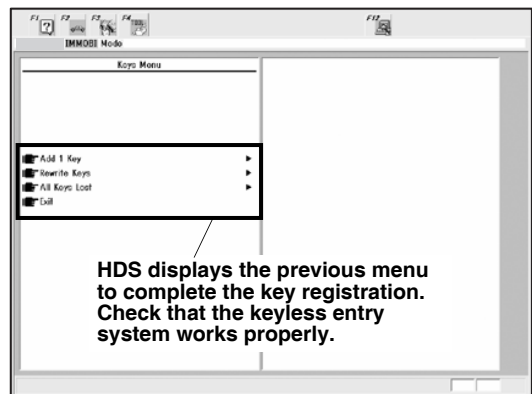 F1 F2 F3 F4 F12
IMMOBI Mode
Keys Menu
Add 1 Key
Rewrite Keys
All Keys Lost
Exit
HDS displays the previous menu
to complete the key registration.
Check that the keyless entry
system works properly.